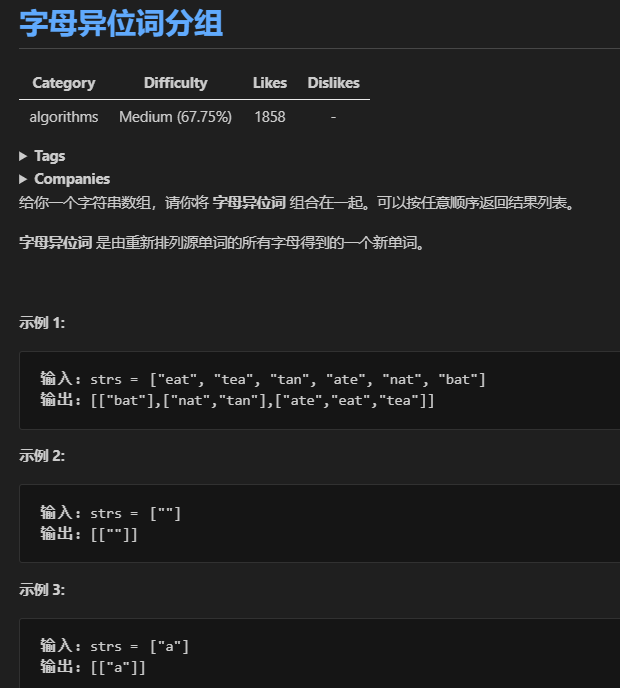 字母异位词分组
Category Difficulty Likes Dislikes
algorithms Medium (67.75%) 1858 -
Tags
Companies
给你一个字符串数组，请你将 字母异位词 组合在一起。可以按任意顺序返回结果列表。
字母异位词 是由重新排列源单词的所有字母得到的一个新单词。
示例 1:
输入: strs = ["eat", "tea", "tan", "ate", "nat", "bat"]
输出: [["bat"],["nat","tan"],["ate","eat","tea"]]
示例 2:
输入: strs = [""]
输出: [[""]]
示例 3:
输入: strs = ["a"]
输出: [["a"]]